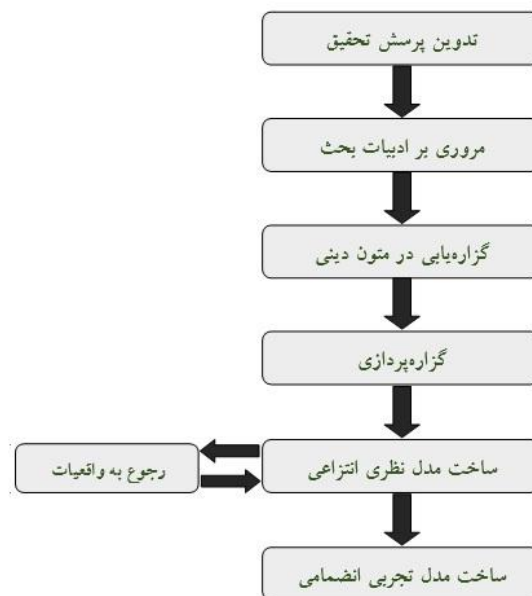 تدوین پرسش تحقیق
مروری بر ادبیات بحث
گزاره‌یابی در متون دینی
گزاره‌پردازی
ساخت مدل نظری انتزاعی
رجوع به واقعیات
ساخت مدل تجربی انضمامی